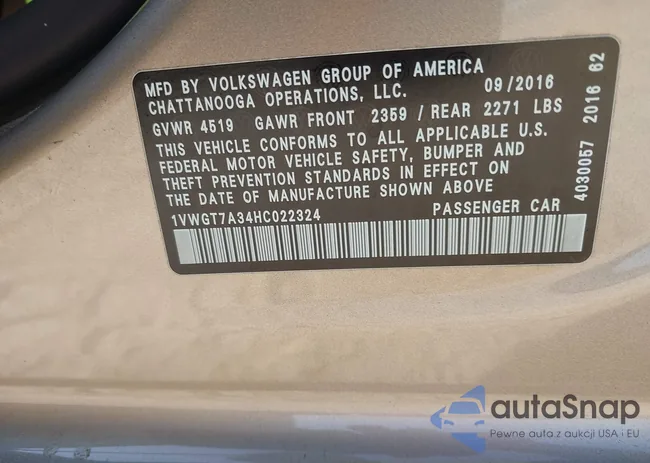 MFD BY VOLKSWAGEN GROUP OF AMERICA
CHATTANOOGA OPERATIONS, LLC. 09/2016
GVWR 4519 GAWR FRONT 2359 / REAR 2271 LBS
THIS VEHICLE CONFORMS TO ALL APPLICABLE U.S.
FEDERAL MOTOR VEHICLE SAFETY, BUMPER AND
THEFT PREVENTION STANDARDS IN EFFECT ON
THE DATE OF MANUFACTURE SHOWN ABOVE
1VWGT7A34HC022324 PASSENGER CAR
4030057 2016 62
autaSnap
Pewne auta z aukcji USA i EU